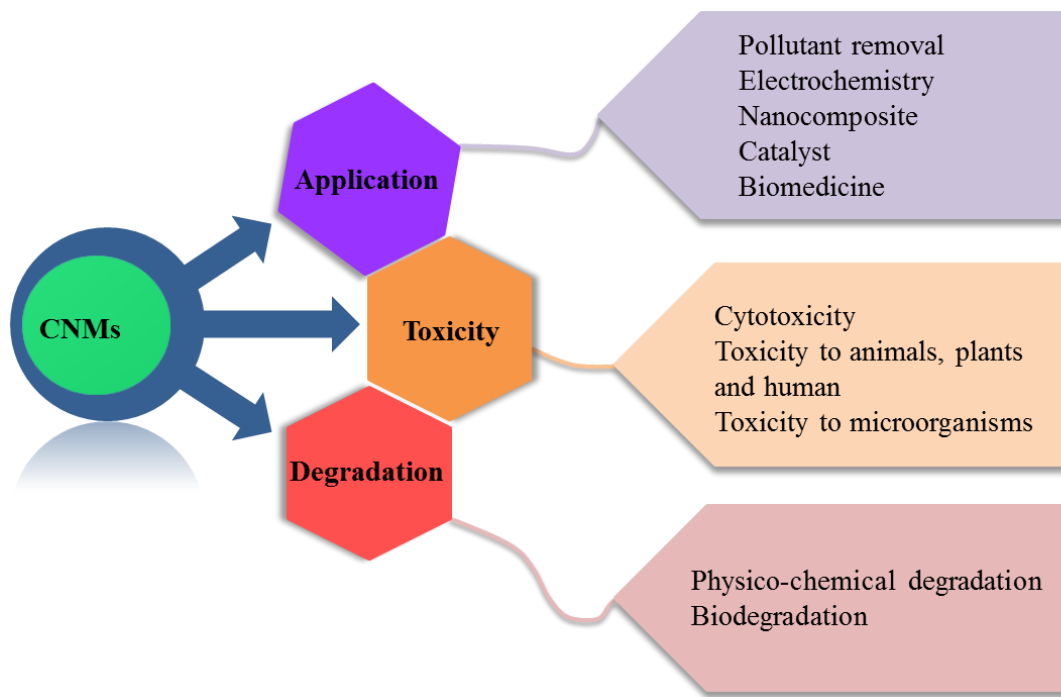 CNMs
Application
Pollutant removal
Electrochemistry
Nanocomposite
Catalyst
Biomedicine
Toxicity
Cytotoxicity
Toxicity to animals, plants
and human
Toxicity to microorganisms
Degradation
Physico-chemical degradation
Biodegradation